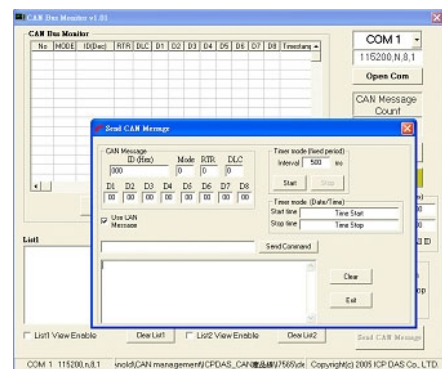 CAN Bus Monitor v1.01
CAN Bus Monitor
No MODE ID(Dec) RTR DLC D1 D2 D3 D4 D5 D6 D7 D8 Timestamp
COM 1
115200,N,8,1
Open Com
CAN Message
Count
Send CAN Message
CAN Message
ID (Hex) Mode RTR DLC
000 0 0 0
D1 D2 D3 D4 D5 D6 D7 D8
00 00 00 00 00 00 00 00
Use CAN
Message
Timer mode (fixed period)
Interval 500 ms
Start Stop
Timer mode (Date/Time)
Start time Time Start
Stop time Time Stop
Send Command
Clear
Exit
List1
List1 View Enable Clear List1 List2 View Enable Clear List2 Send CAN Message
COM 1 115200,n,8,1 Copyright(c) 2005 ICP DAS Co., LTD.